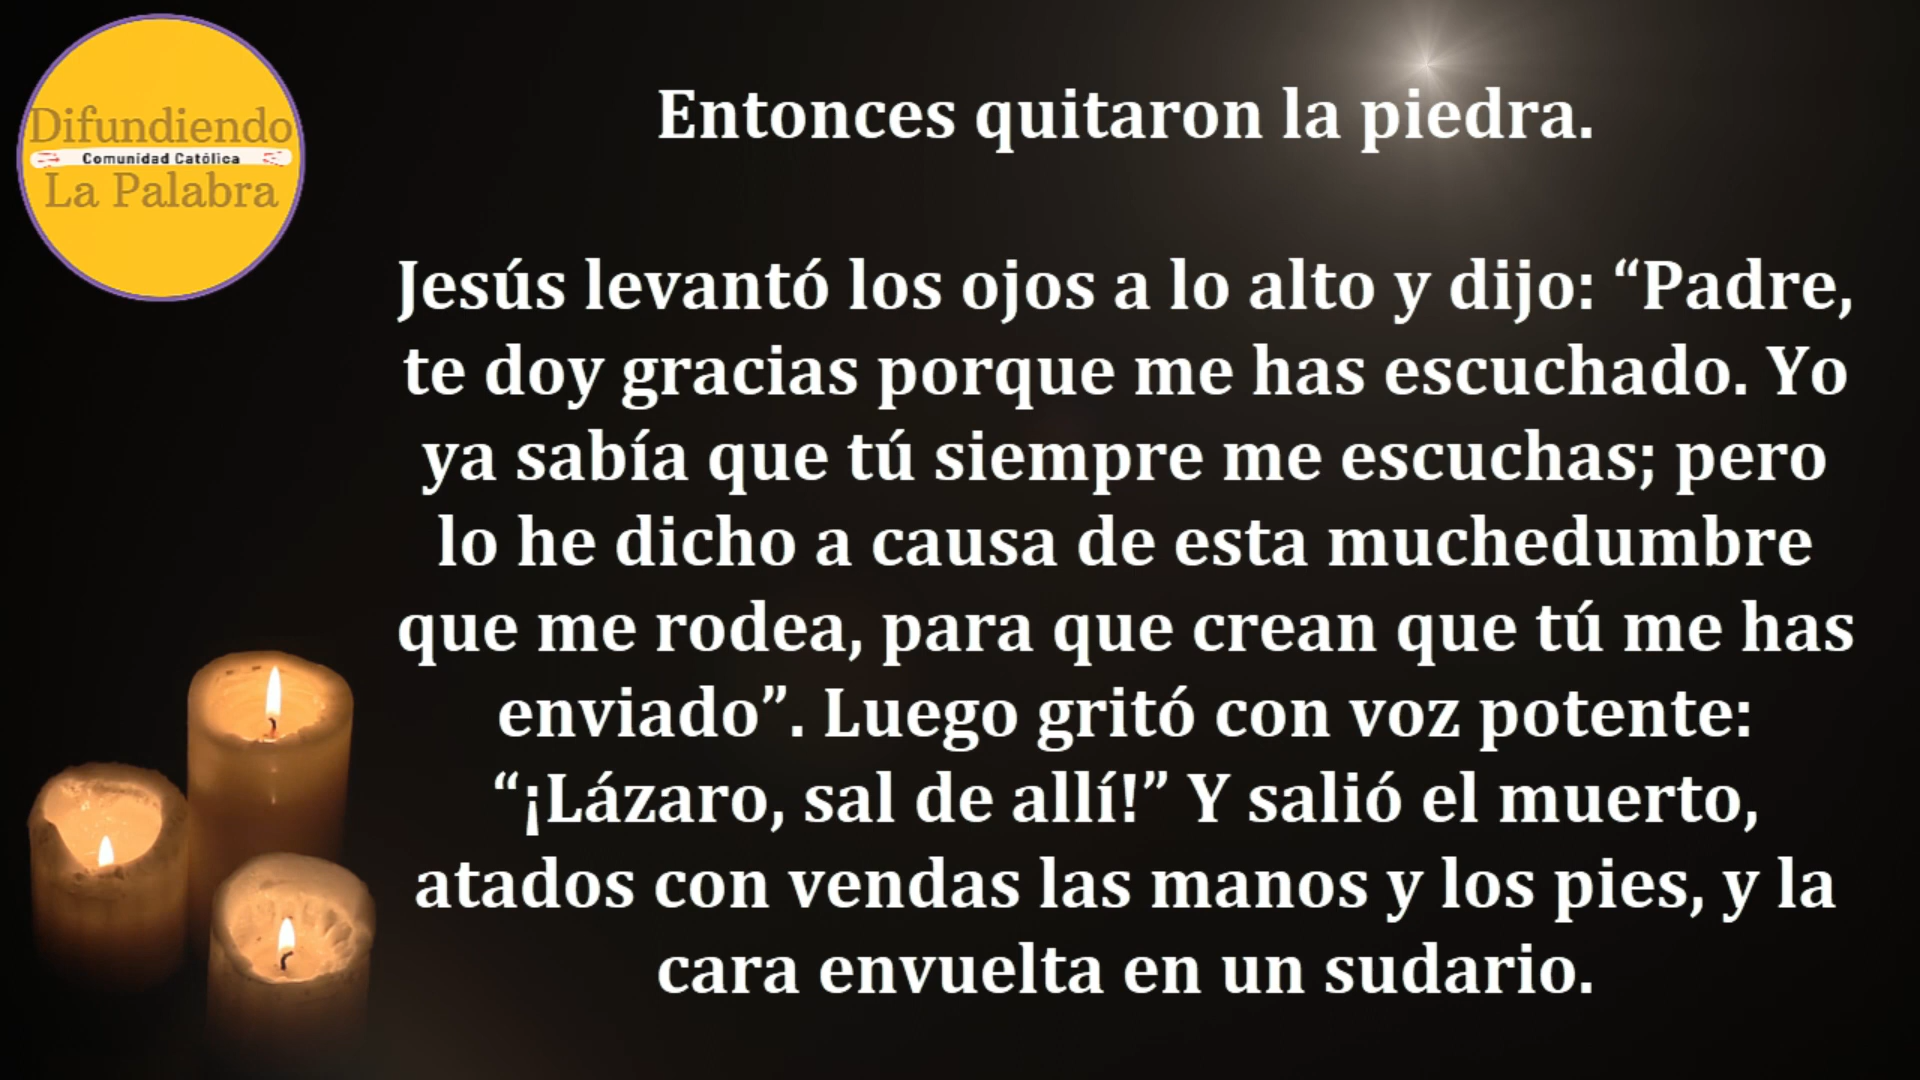 Difundiendo
Comunidad Católica
La Palabra
Entonces quitaron la piedra.
Jesús levantó los ojos a lo alto y dijo: “Padre,
te doy gracias porque me has escuchado. Yo
ya sabía que tú siempre me escuchas; pero
lo he dicho a causa de esta muchedumbre
que me rodea, para que crean que tú me has
enviado”. Luego gritó con voz potente:
“¡Lázaro, sal de allí!” Y salió el muerto,
atados con vendas las manos y los pies, y la
cara envuelta en un sudario.